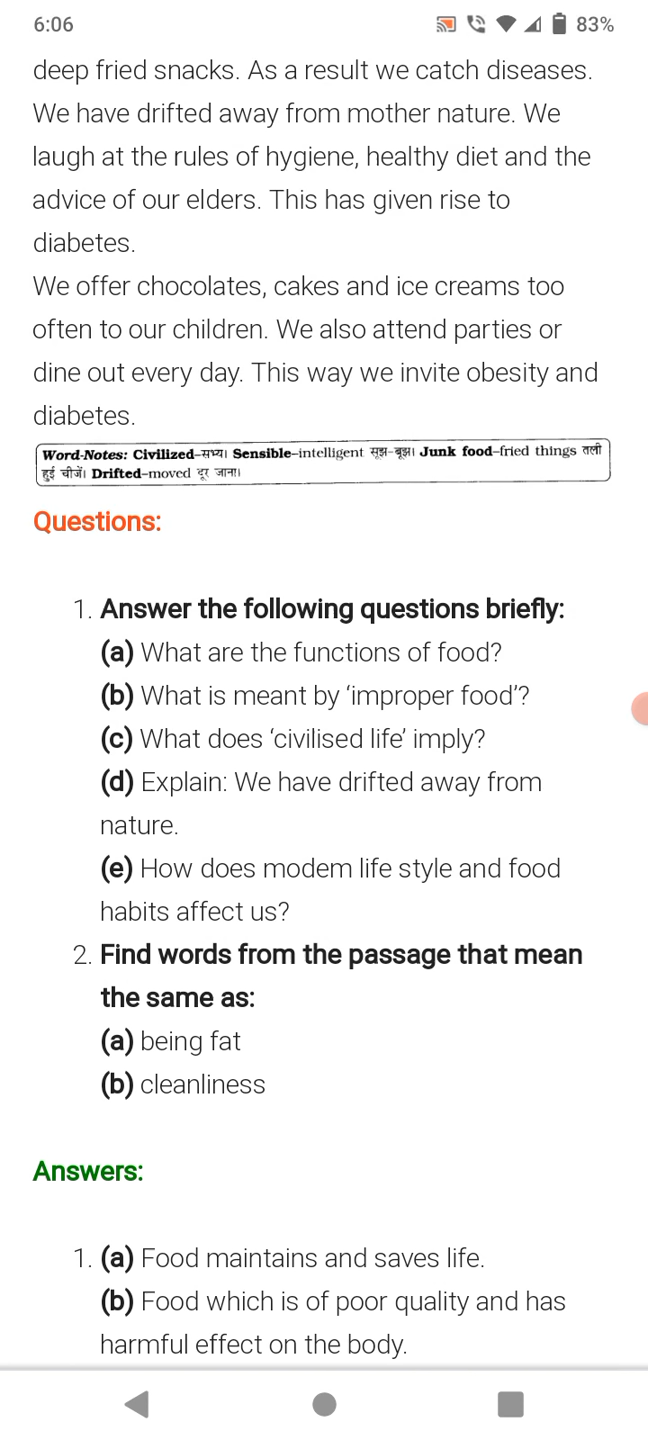 6:06 83%
deep fried snacks. As a result we catch diseases.
We have drifted away from mother nature. We
laugh at the rules of hygiene, healthy diet and the
advice of our elders. This has given rise to
diabetes.
We offer chocolates, cakes and ice creams too
often to our children. We also attend parties or
dine out every day. This way we invite obesity and
diabetes.
Word-Notes: Civilized–सभ्य। Sensible–intelligent सूझ-बूझ। Junk food–fried things तली
हुई चीजें। Drifted–moved दूर जाना।
Questions:
1. Answer the following questions briefly:
(a) What are the functions of food?
(b) What is meant by ‘improper food’?
(c) What does ‘civilised life’ imply?
(d) Explain: We have drifted away from
nature.
(e) How does modem life style and food
habits affect us?
2. Find words from the passage that mean
the same as:
(a) being fat
(b) cleanliness
Answers:
1. (a) Food maintains and saves life.
(b) Food which is of poor quality and has
harmful effect on the body.